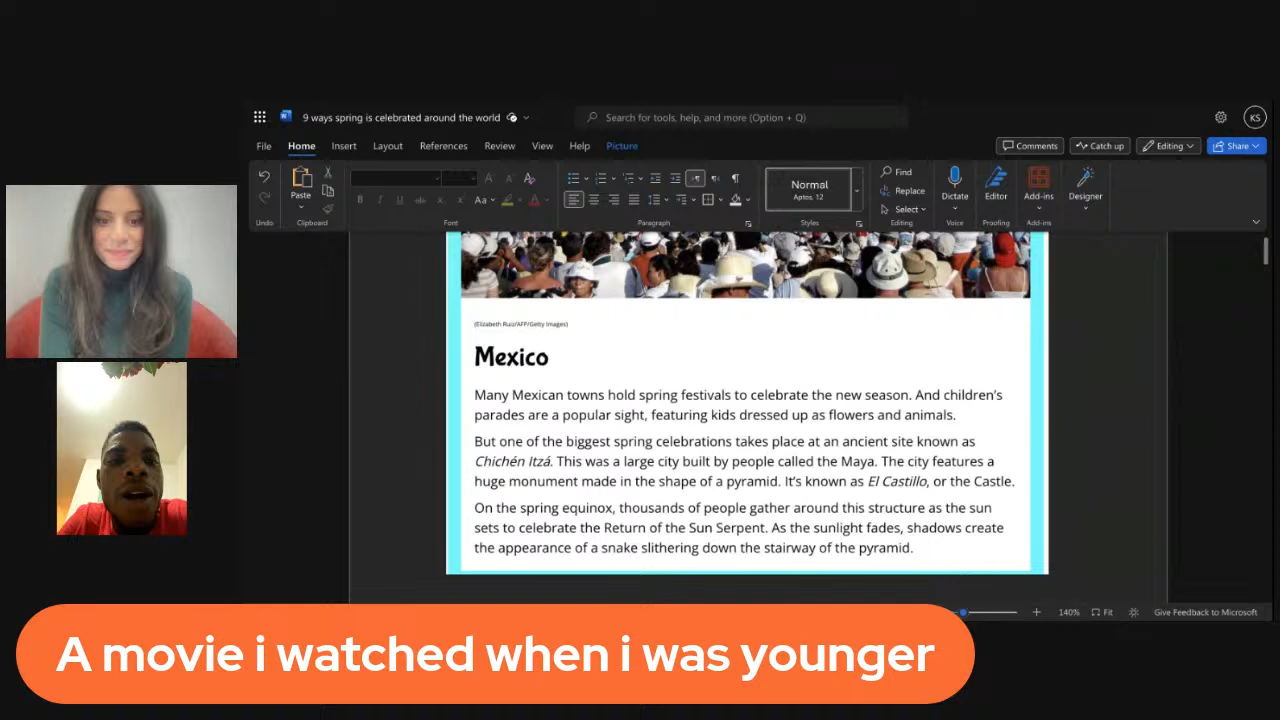 9 ways spring is celebrated around the world
Search for tools, help, and more (Option + Q)
KS
File Home Insert Layout References Review View Help Picture
Comments Catch up Editing Share
Paste
Aa
Normal
Aptos, 12
Find
Replace
Select
Dictate Editor Add-ins Designer
Undo Clipboard Font Paragraph Styles Editing Voice Proofing Add-ins
(Elizabeth Ruiz/AFP/Getty Images)
Mexico
Many Mexican towns hold spring festivals to celebrate the new season. And children's
parades are a popular sight, featuring kids dressed up as flowers and animals.
But one of the biggest spring celebrations takes place at an ancient site known as
Chichén Itzá. This was a large city built by people called the Maya. The city features a
huge monument made in the shape of a pyramid. It's known as El Castillo, or the Castle.
On the spring equinox, thousands of people gather around this structure as the sun
sets to celebrate the Return of the Sun Serpent. As the sunlight fades, shadows create
the appearance of a snake slithering down the stairway of the pyramid.
140% Fit Give Feedback to Microsoft
A movie i watched when i was younger